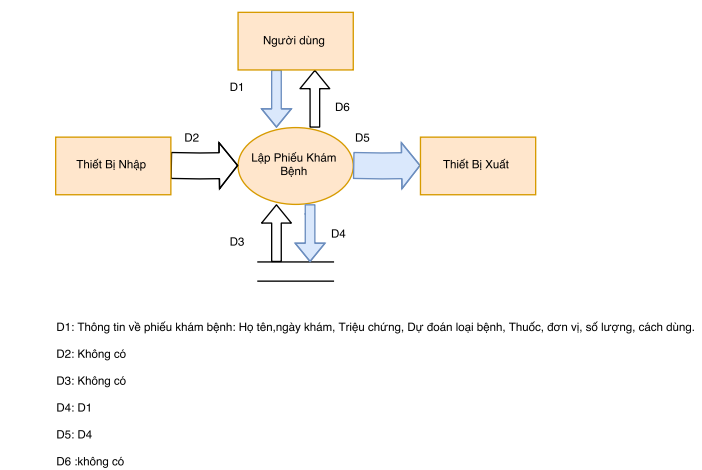 Người dùng
D1
D6
D2
D5
Thiết Bị Nhập
Lập Phiếu Khám
Bệnh
Thiết Bị Xuất
D3
D4
D1: Thông tin về phiếu khám bệnh: Họ tên,ngày khám, Triệu chứng, Dự đoán loại bệnh, Thuốc, đơn vị, số lượng, cách dùng.
D2: Không có
D3: Không có
D4: D1
D5: D4
D6 :không có